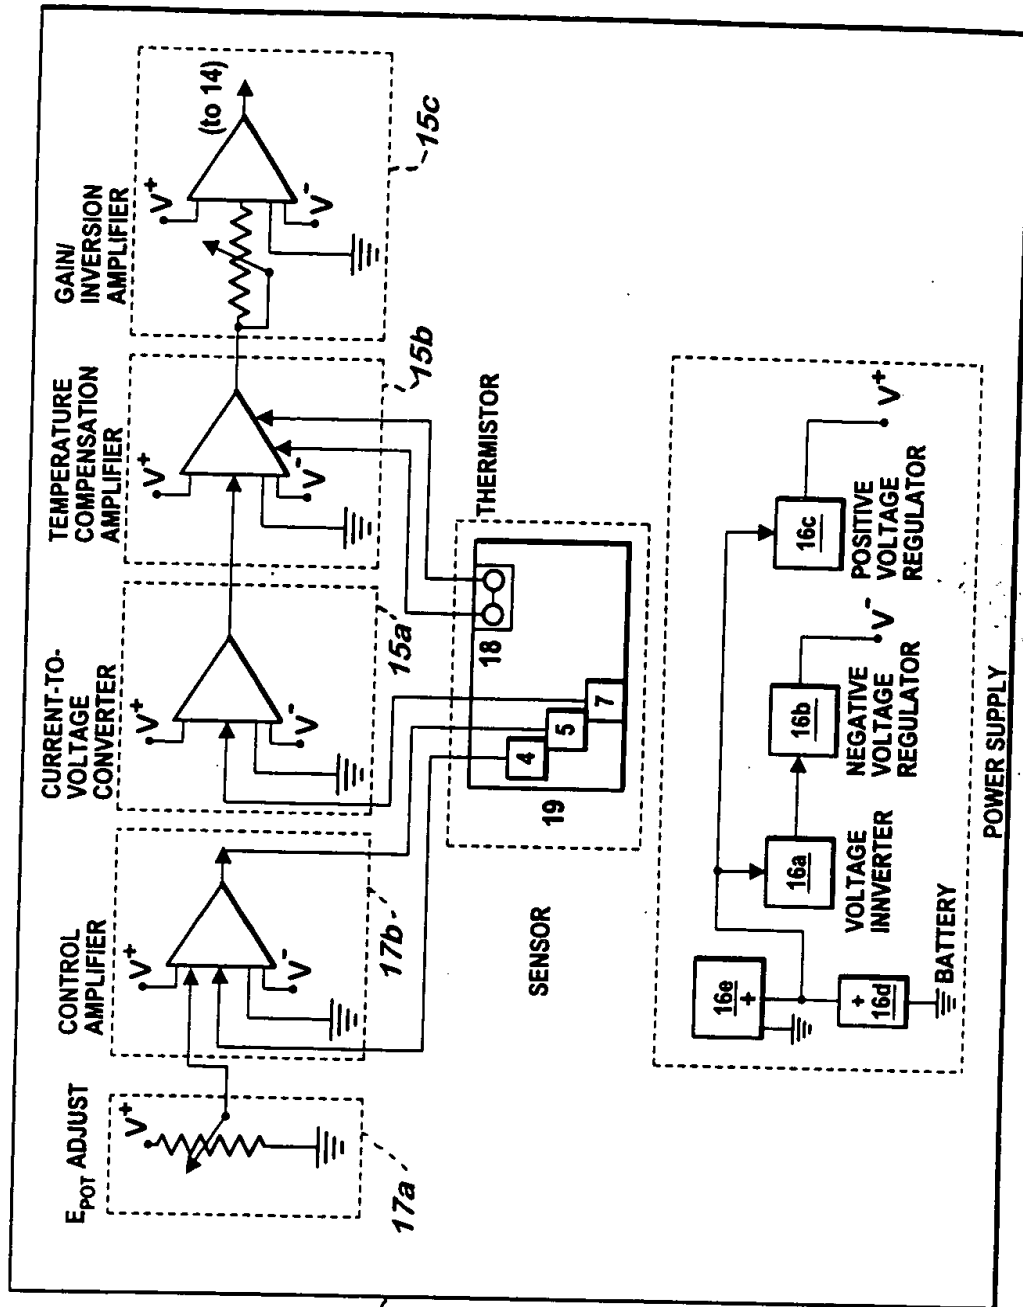 E_POT ADJUST
V+
17a
CONTROL
AMPLIFIER
V+
V-
17b
CURRENT-TO-
VOLTAGE
CONVERTER
V+
V-
15a
TEMPERATURE
COMPENSATION
AMPLIFIER
V+
V-
15b
GAIN/
INVERSION
AMPLIFIER
V+
V-
(to 14)
15c
SENSOR
19
4
5
7
18
THERMISTOR
16e
+
+
16d
BATTERY
16a
VOLTAGE
INNVERTER
16b
V-
NEGATIVE
VOLTAGE
REGULATOR
16c
V+
POSITIVE
VOLTAGE
REGULATOR
POWER SUPPLY